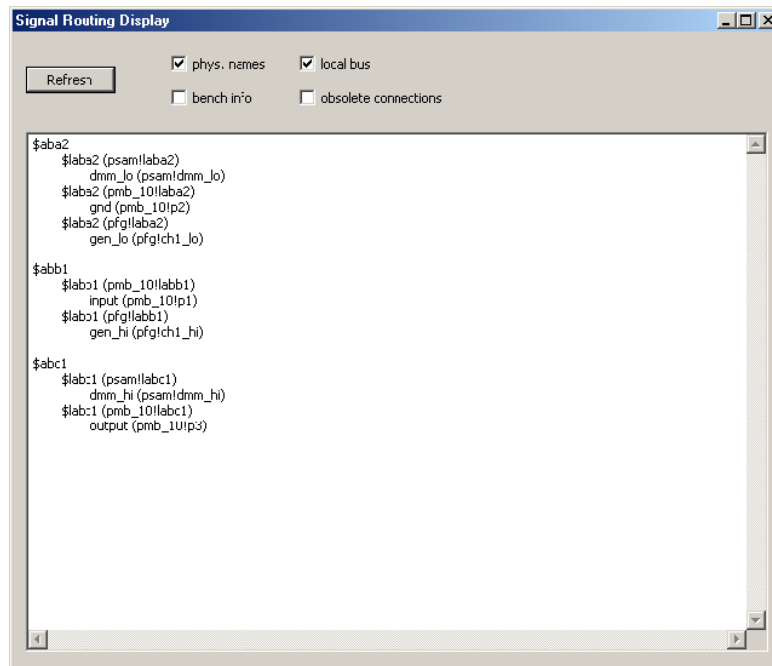 Signal Routing Display
Refresh
phys. names
local bus
bench info
obsolete connections
$aba2
$laba2 (psam!laba2)
dmm_lo (psam!dmm_lo)
$laba2 (pmb_10!laba2)
gnd (pmb_10!p2)
$laba2 (pfg!laba2)
gen_lo (pfg!ch1_lo)
$abb1
$labb1 (pmb_10!labb1)
input (pmb_10!p1)
$labb1 (pfg!labb1)
gen_hi (pfg!ch1_hi)
$abc1
$labc1 (psam!labc1)
dmm_hi (psam!dmm_hi)
$labc1 (pmb_10!labc1)
output (pmb_10!p3)